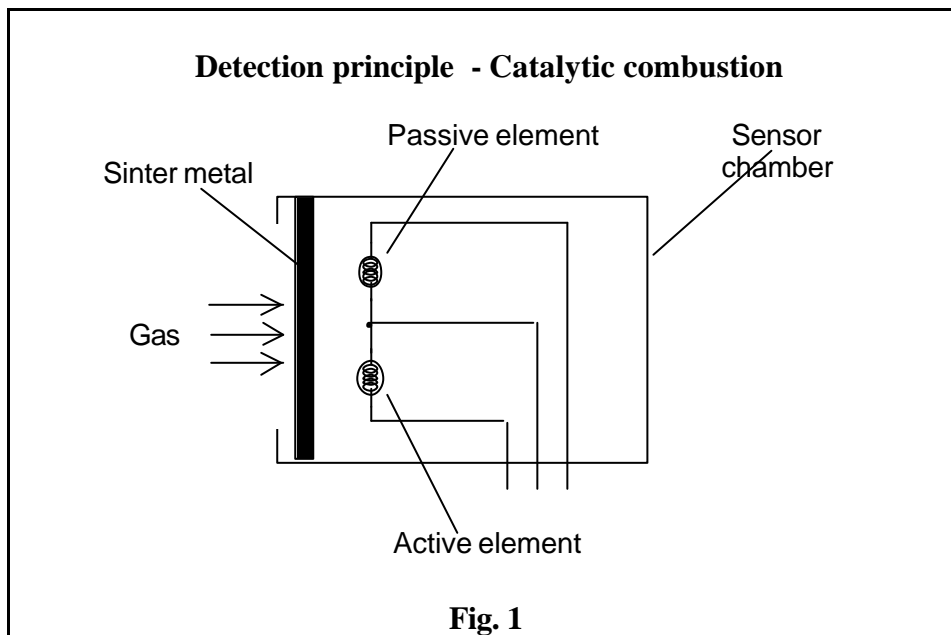 Detection principle - Catalytic combustion
Passive element
Sensor
chamber
Sinter metal
Gas
Active element
Fig. 1